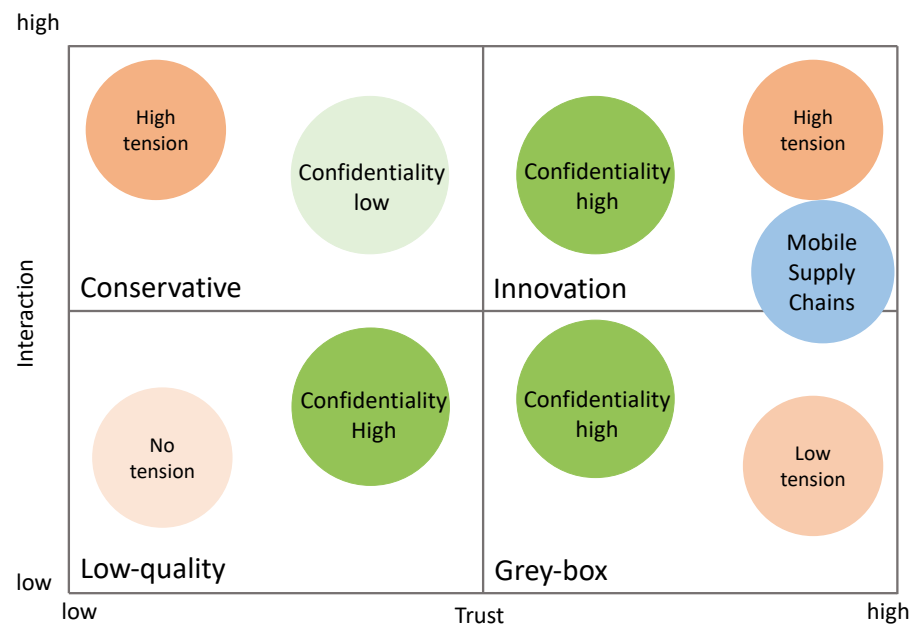 high
High
tension
Confidentiality
low
Confidentiality
high
High
tension
Mobile
Supply
Chains
Conservative
Innovation
Interaction
No
tension
Confidentiality
High
Confidentiality
high
Low
tension
Low-quality
Grey-box
low
low
Trust
high